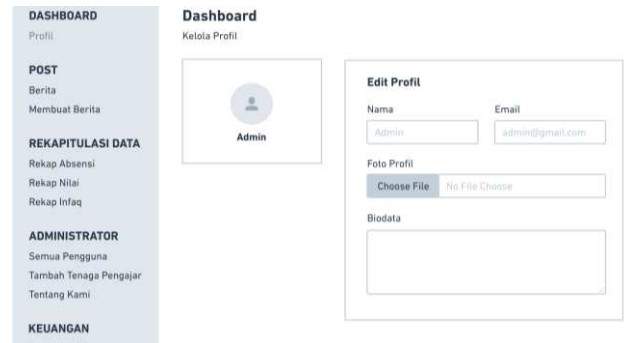 DASHBOARD
Profil
POST
Berita
Membuat Berita
REKAPITULASI DATA
Rekap Absensi
Rekap Nilai
Rekap Infaq
ADMINISTRATOR
Semua Pengguna
Tambah Tenaga Pengajar
Tentang Kami
KEUANGAN
Dashboard
Kelola Profil
Admin
Edit Profil
Nama Email
Admin admin@gmail.com
Foto Profil
Choose File No File Choose
Biodata